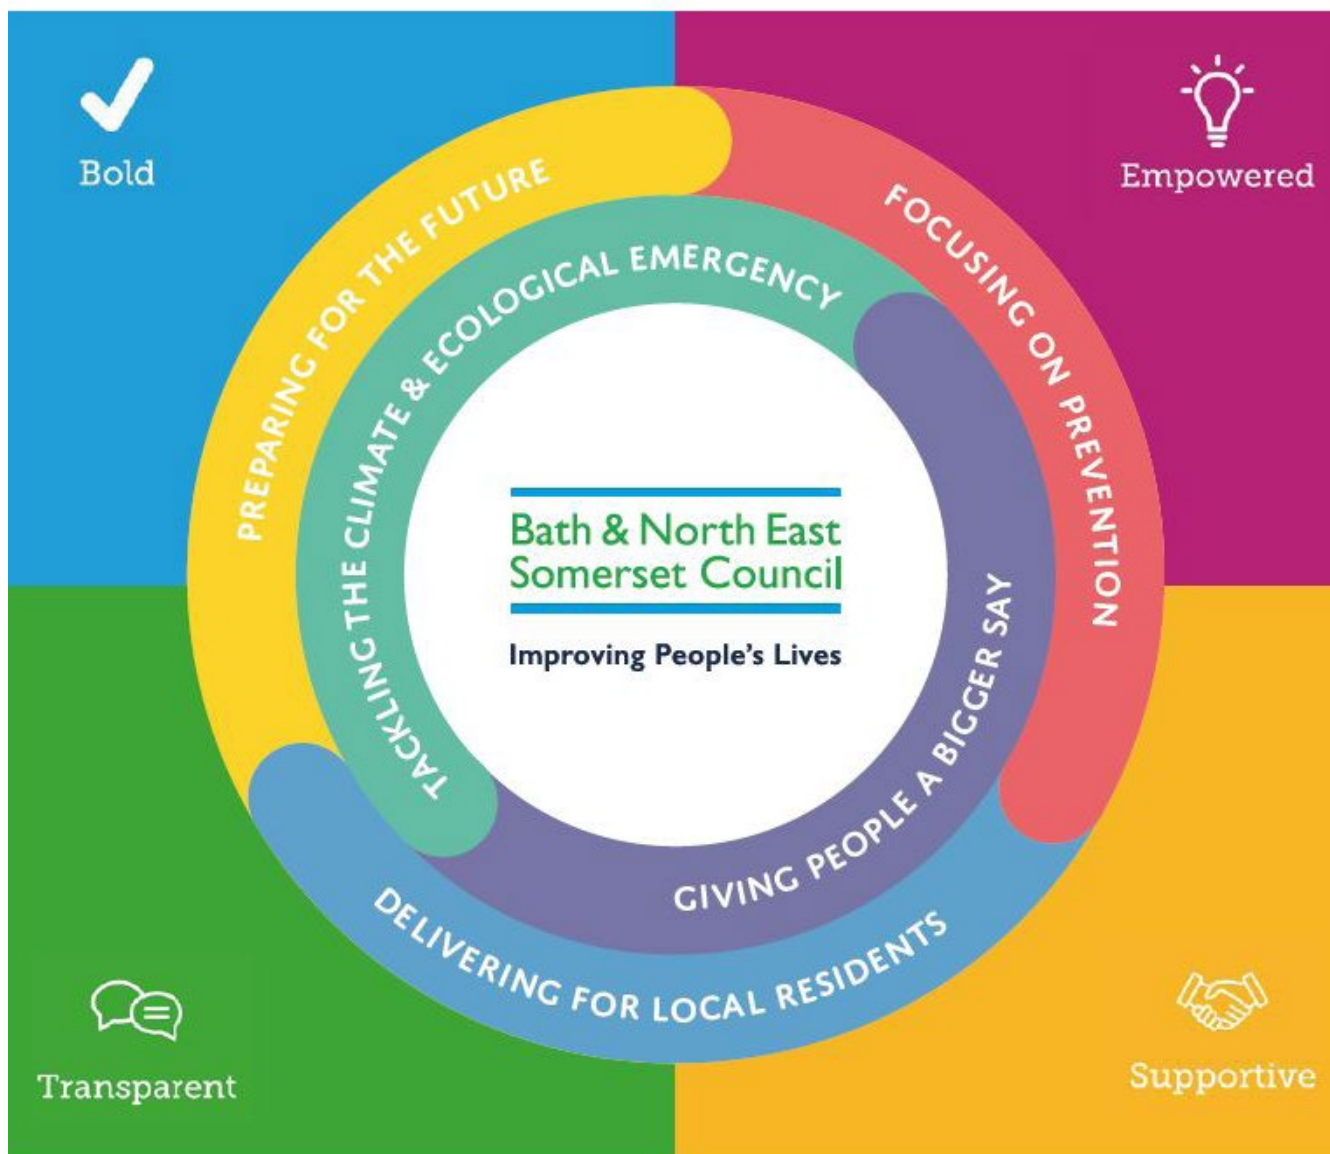 Bold
Empowered
PREPARING FOR THE FUTURE
FOCUSING ON PREVENTION
TACKLING THE CLIMATE & ECOLOGICAL EMERGENCY
Bath & North East
Somerset Council
Improving People's Lives
GIVING PEOPLE A BIGGER SAY
DELIVERING FOR LOCAL RESIDENTS
Transparent
Supportive